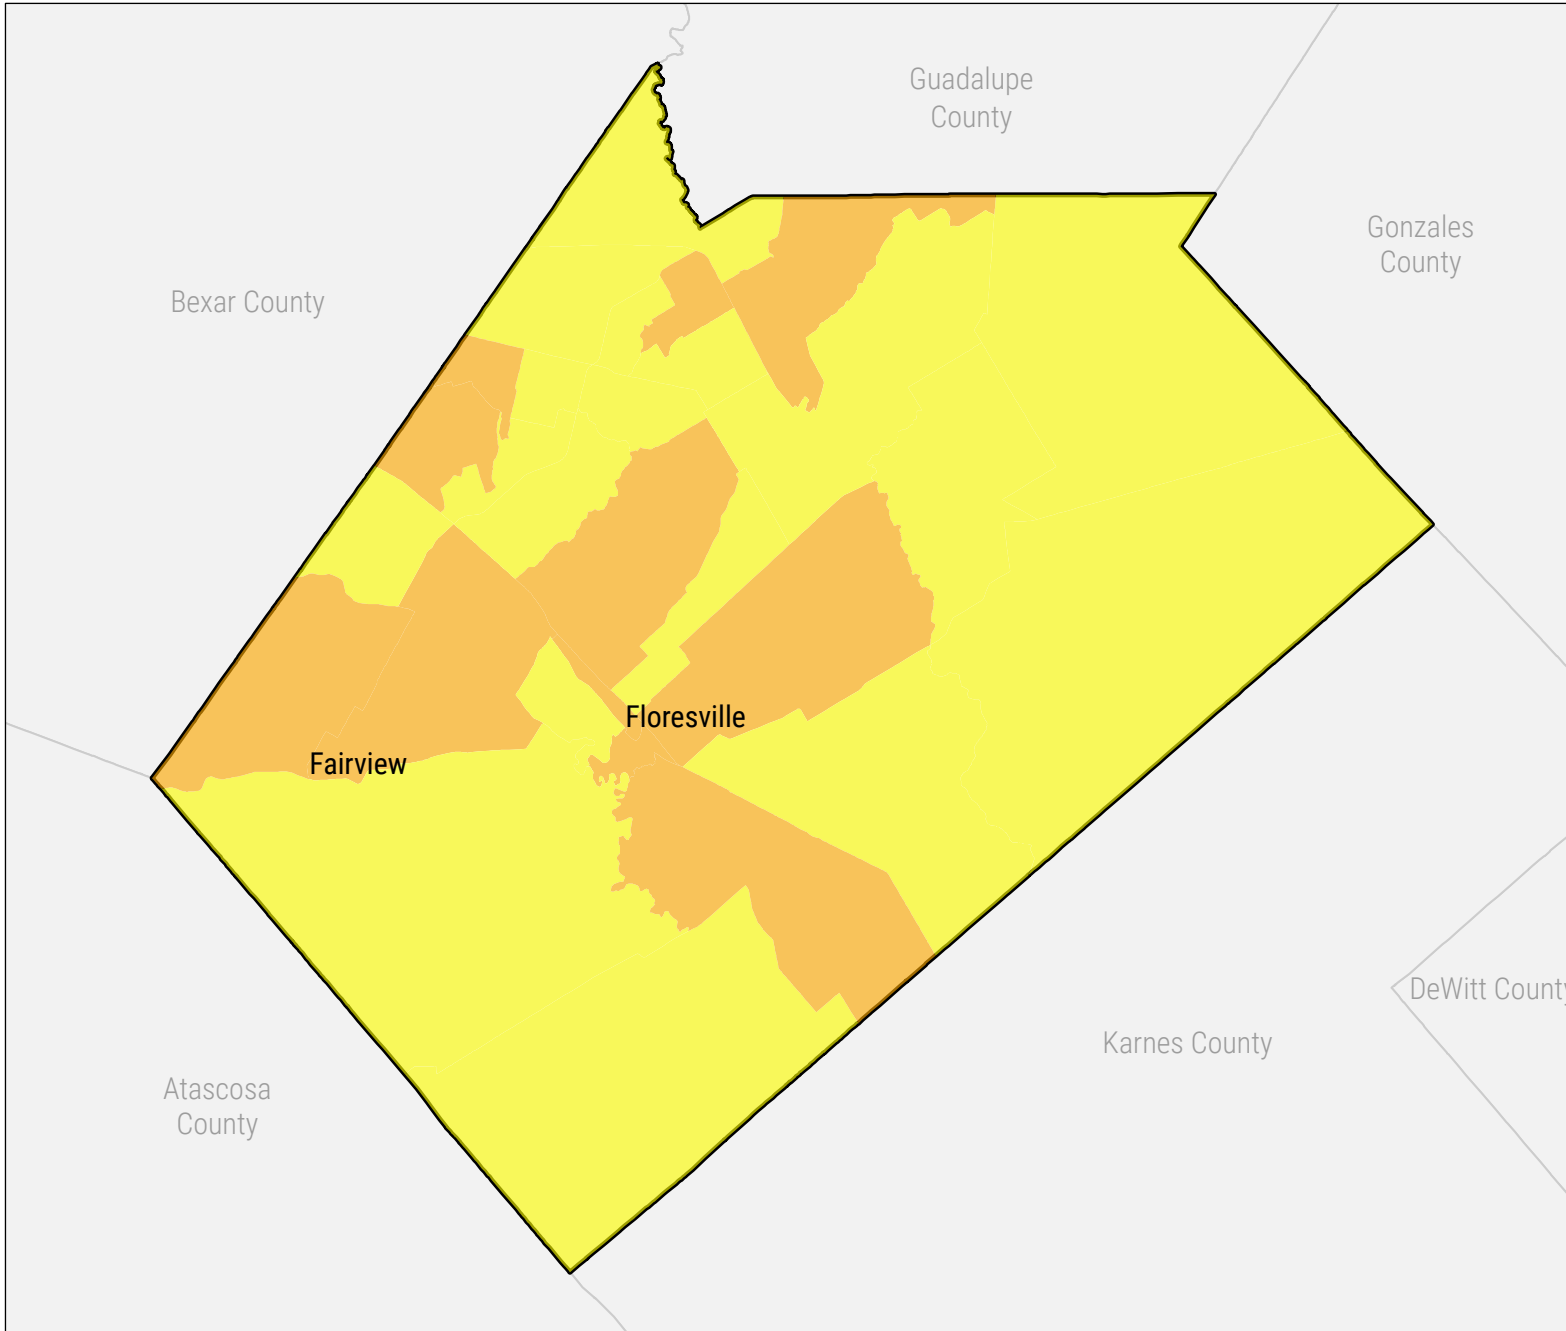 Guadalupe
County
Gonzales
County
Bexar County
Floresville
Fairview
DeWitt County
Karnes County
Atascosa
County